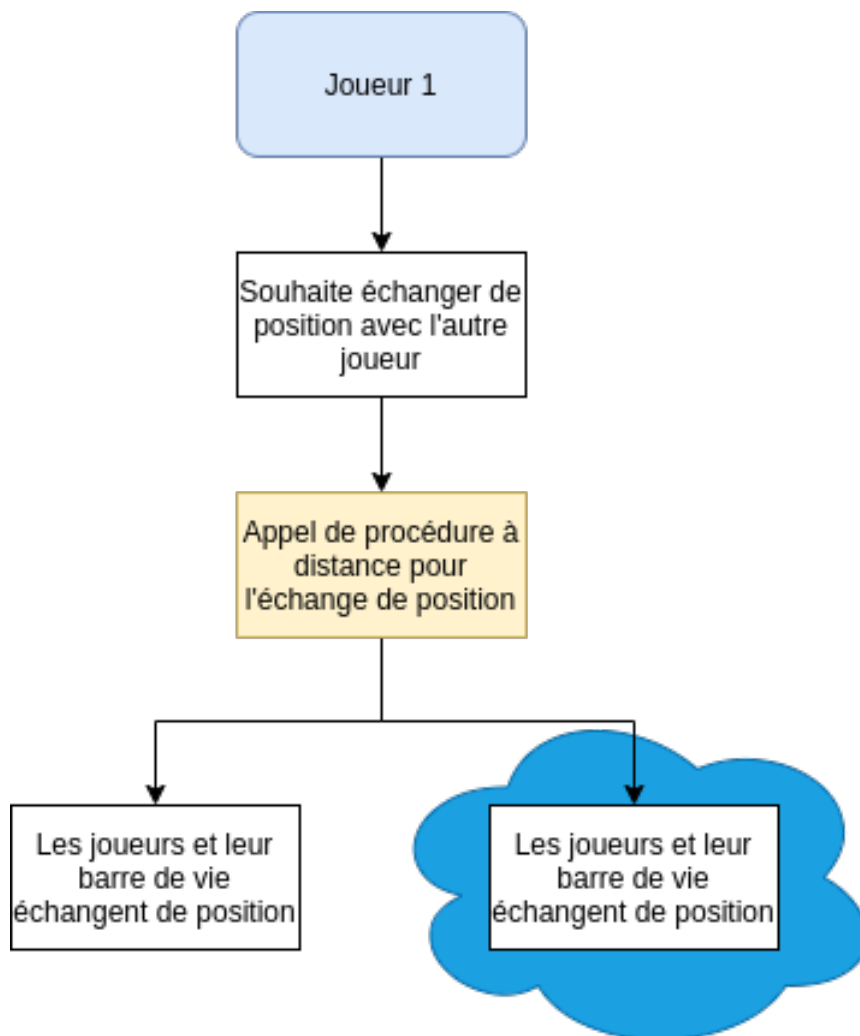 Joueur 1
Souhaite échanger de
position avec l'autre
joueur
Appel de procédure à
distance pour
l'échange de position
Les joueurs et leur
barre de vie
échangent de position
Les joueurs et leur
barre de vie
échangent de position